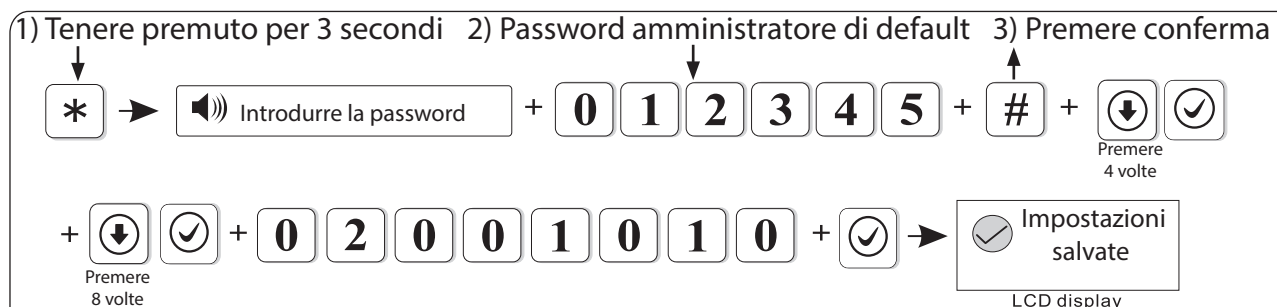 1) Tenere premuto per 3 secondi 2) Password amministratore di default 3) Premere conferma
* Introdurre la password + 0 1 2 3 4 5 + # +
Premere
4 volte
+ + 0 2 0 0 1 0 1 0 + Impostazioni
salvate
Premere
8 volte
LCD display